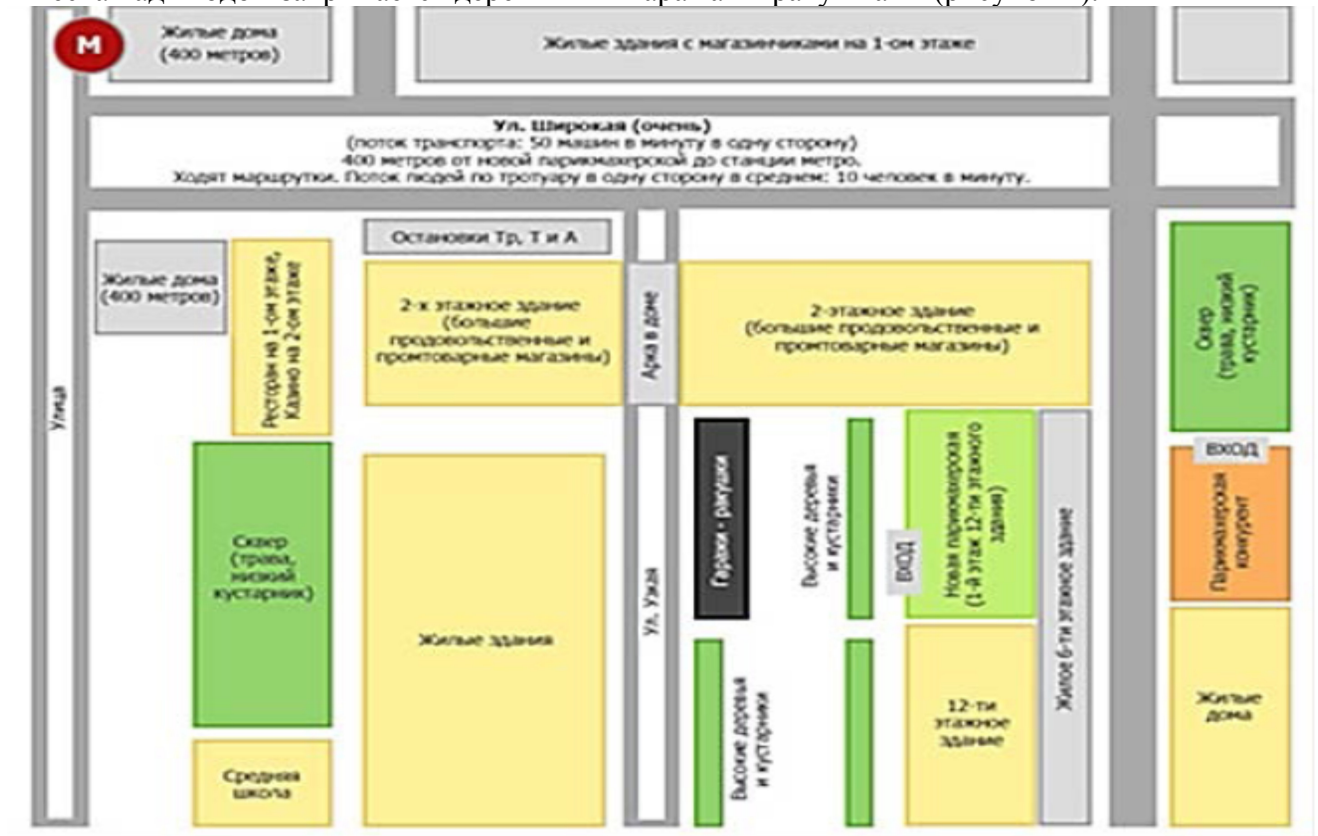 М
Жилые дома
(400 метров)
Жилые здания с магазинчиками на 1-ом этаже
Ул. Широкая (очень)
(поток транспорта: 50 машин в минуту в одну сторону)
400 метров от новой парикмахерской до станции метро.
Ходят маршрутки. Поток людей по тротуару в одну сторону в среднем: 10 человек в минуту.
Остановки Тр, Т и А
Жилые дома
(400 метров)
Ресторан на 1-ом этаже,
Казино на 2-ом этаже
2-х этажное здание
(большие
продовольственные и
промтоварные магазины)
Арка в доме
2-этажное здание
(большие продовольственные и
промтоварные магазины)
Сквер
(трава, низкий
кустарник)
Улица
Сквер
(трава,
низкий
кустарник)
Жилые здания
Ул. Узкая
Гаражи - ракушки
Высокие деревья
и кустарники
ВХОД
Новая парикмахерская
(1-й этаж 12-ти этажного
здания)
Жилое 6-ти этажное здание
ВХОД
Парикмахерская
конкурент
Высокие деревья
и кустарники
12-ти
этажное
здание
Жилые
дома
Средняя
школа